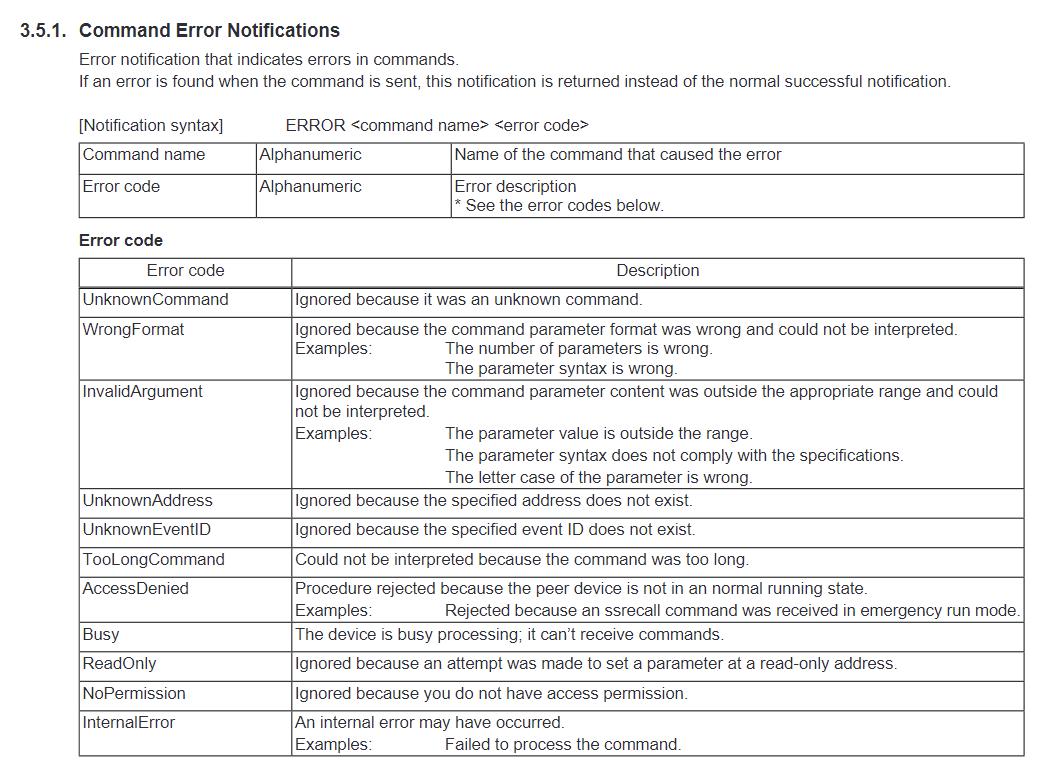 3.5.1. Command Error Notifications
Error notification that indicates errors in commands.
If an error is found when the command is sent, this notification is returned instead of the normal successful notification.
[Notification syntax] ERROR <command name> <error code>
Command name Alphanumeric Name of the command that caused the error
Error code Alphanumeric Error description
* See the error codes below.
Error code
Error code Description
UnknownCommand Ignored because it was an unknown command.
WrongFormat Ignored because the command parameter format was wrong and could not be interpreted.
Examples: The number of parameters is wrong.
The parameter syntax is wrong.
InvalidArgument Ignored because the command parameter content was outside the appropriate range and could
not be interpreted.
Examples: The parameter value is outside the range.
The parameter syntax does not comply with the specifications.
The letter case of the parameter is wrong.
UnknownAddress Ignored because the specified address does not exist.
UnknownEventID Ignored because the specified event ID does not exist.
TooLongCommand Could not be interpreted because the command was too long.
AccessDenied Procedure rejected because the peer device is not in an normal running state.
Examples: Rejected because an ssrecall command was received in emergency run mode.
Busy The device is busy processing; it can’t receive commands.
ReadOnly Ignored because an attempt was made to set a parameter at a read-only address.
NoPermission Ignored because you do not have access permission.
InternalError An internal error may have occurred.
Examples: Failed to process the command.